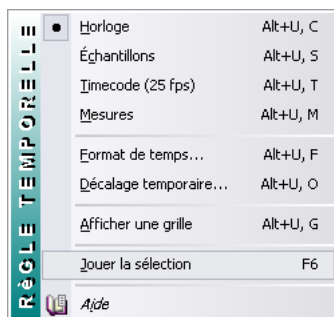 RÈGLE TEMPORELLE
Horloge Alt+U, C
Échantillons Alt+U, S
Timecode (25 fps) Alt+U, T
Mesures Alt+U, M
Format de temps... Alt+U, F
Décalage temporaire... Alt+U, O
Afficher une grille Alt+U, G
Jouer la sélection F6
Aide